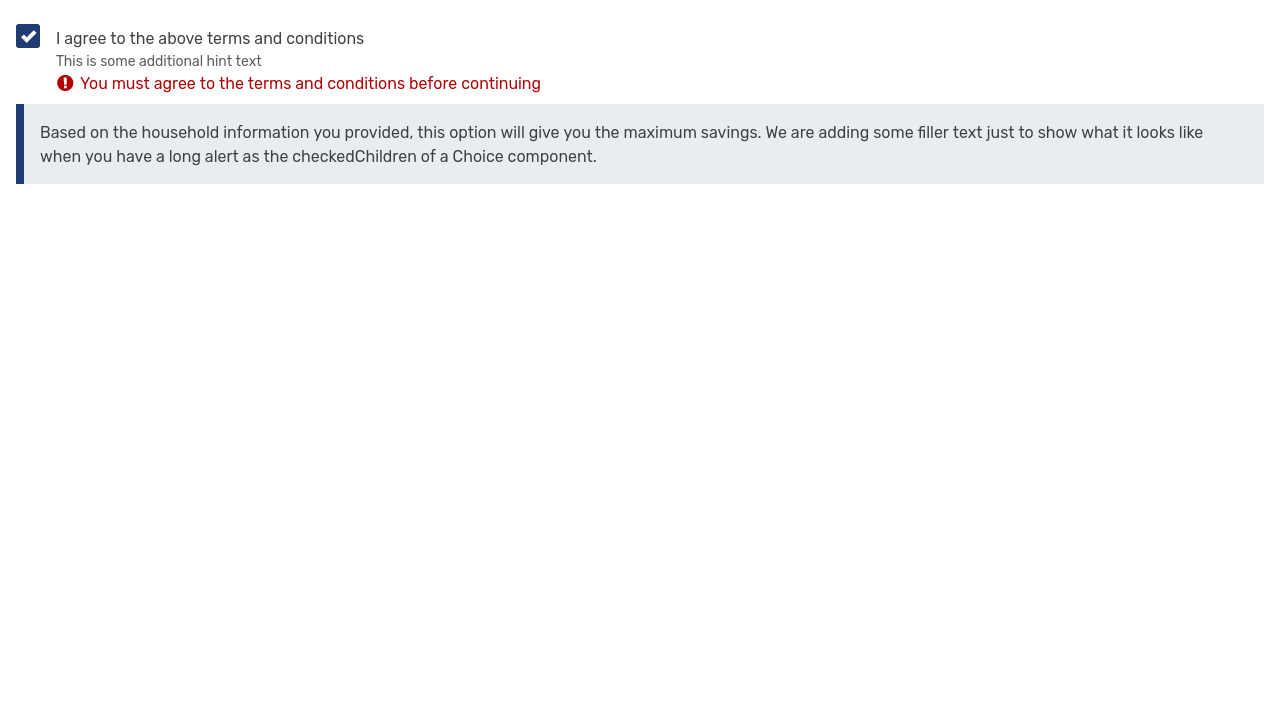 I agree to the above terms and conditions
This is some additional hint text
You must agree to the terms and conditions before continuing
Based on the household information you provided, this option will give you the maximum savings. We are adding some filler text just to show what it looks like
when you have a long alert as the checkedChildren of a Choice component.